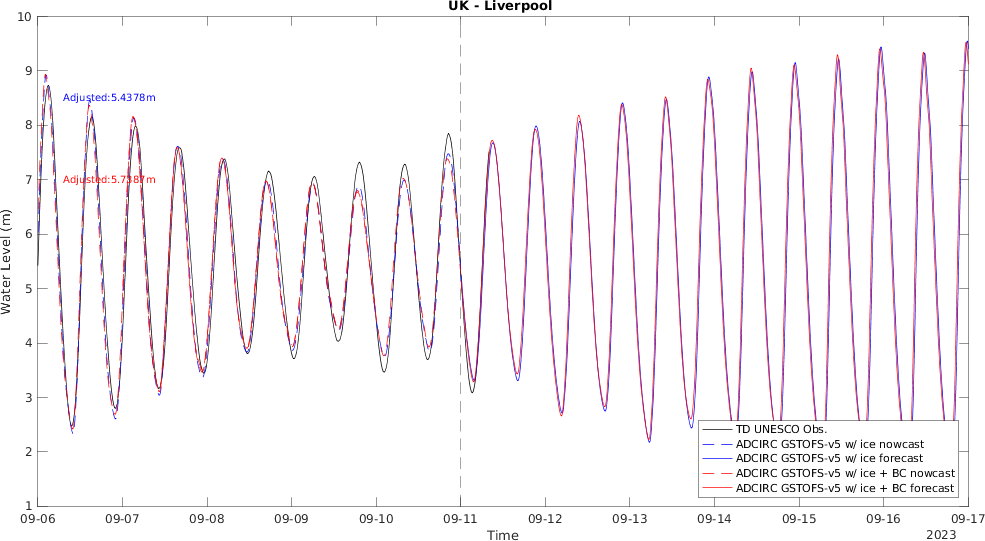 UK - Liverpool
10
9
8
7
6
5
4
3
2
1
Water Level (m)
Adjusted:5.4378m
Adjusted:5.7387m
TD UNESCO Obs.
ADCIRC GSTOFS-v5 w/ ice nowcast
ADCIRC GSTOFS-v5 w/ ice forecast
ADCIRC GSTOFS-v5 w/ ice + BC nowcast
ADCIRC GSTOFS-v5 w/ ice + BC forecast
09-06 09-07 09-08 09-09 09-10 09-11 09-12 09-13 09-14 09-15 09-16 09-17
Time
2023